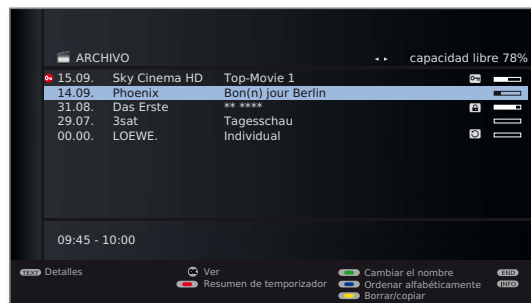 ARCHIVO capacidad libre 78%
15.09. Sky Cinema HD Top-Movie 1
14.09. Phoenix Bon(n) jour Berlin
31.08. Das Erste ** ****
29.07. 3sat Tagesschau
00.00. LOEWE. Individual
09:45 - 10:00
TEXT Detalles OK Ver Cambiar el nombre END
Resumen de temporizador Ordenar alfabéticamente INFO
Borrar/copiar